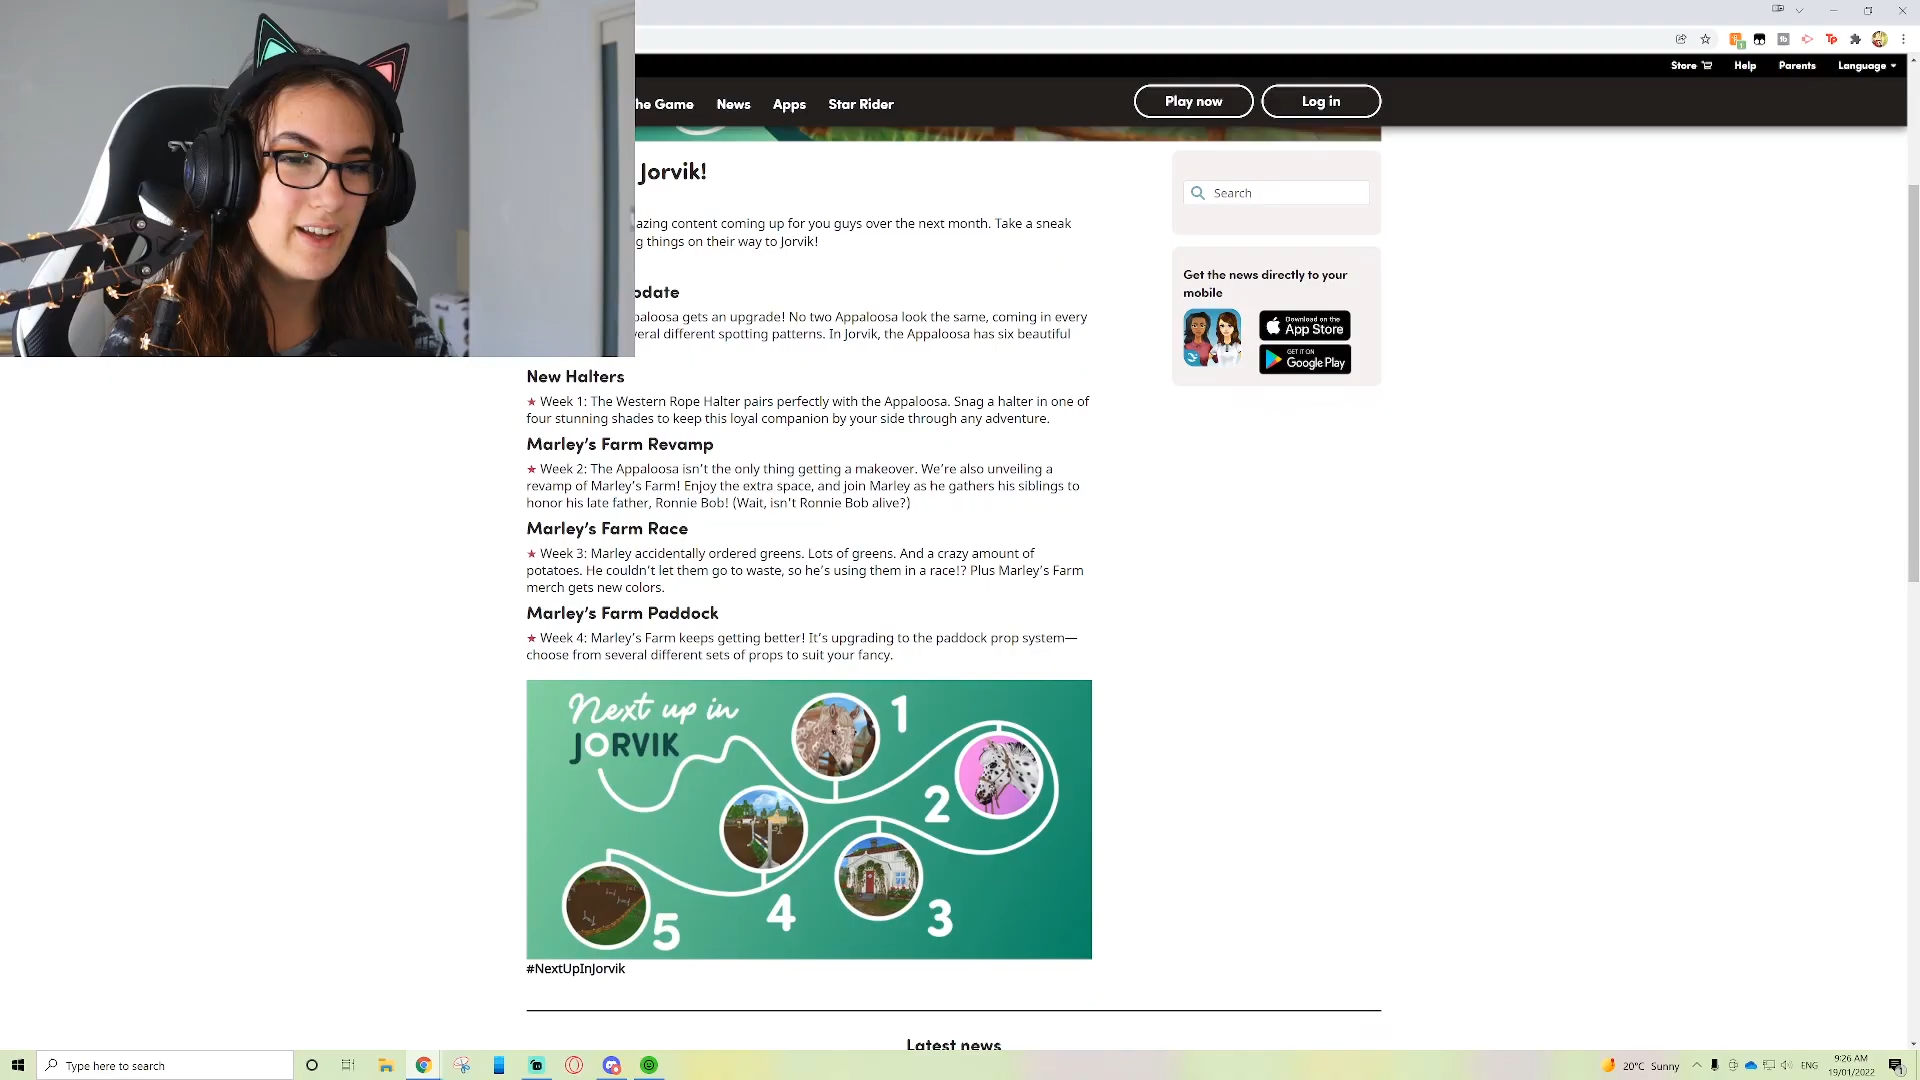 Store
Help
Parents
Language
he Game
News
Apps
Star Rider
Play now
Log in
Jorvik!
Search
azing content coming up for you guys over the next month. Take a sneak
g things on their way to Jorvik!
Get the news directly to your
mobile
Download on the
App Store
GET IT ON
Google Play
odate
paloosa gets an upgrade! No two Appaloosa look the same, coming in every
veral different spotting patterns. In Jorvik, the Appaloosa has six beautiful
New Halters
★ Week 1: The Western Rope Halter pairs perfectly with the Appaloosa. Snag a halter in one of
four stunning shades to keep this loyal companion by your side through any adventure.
Marley’s Farm Revamp
★ Week 2: The Appaloosa isn’t the only thing getting a makeover. We’re also unveiling a
revamp of Marley’s Farm! Enjoy the extra space, and join Marley as he gathers his siblings to
honor his late father, Ronnie Bob! (Wait, isn't Ronnie Bob alive?)
Marley’s Farm Race
★ Week 3: Marley accidentally ordered greens. Lots of greens. And a crazy amount of
potatoes. He couldn’t let them go to waste, so he’s using them in a race!? Plus Marley’s Farm
merch gets new colors.
Marley’s Farm Paddock
★ Week 4: Marley’s Farm keeps getting better! It’s upgrading to the paddock prop system—
choose from several different sets of props to suit your fancy.
Next up in
JORVIK
1
2
3
4
5
#NextUpInJorvik
Latest news
Type here to search
20°C Sunny
ENG
9:26 AM
19/01/2022